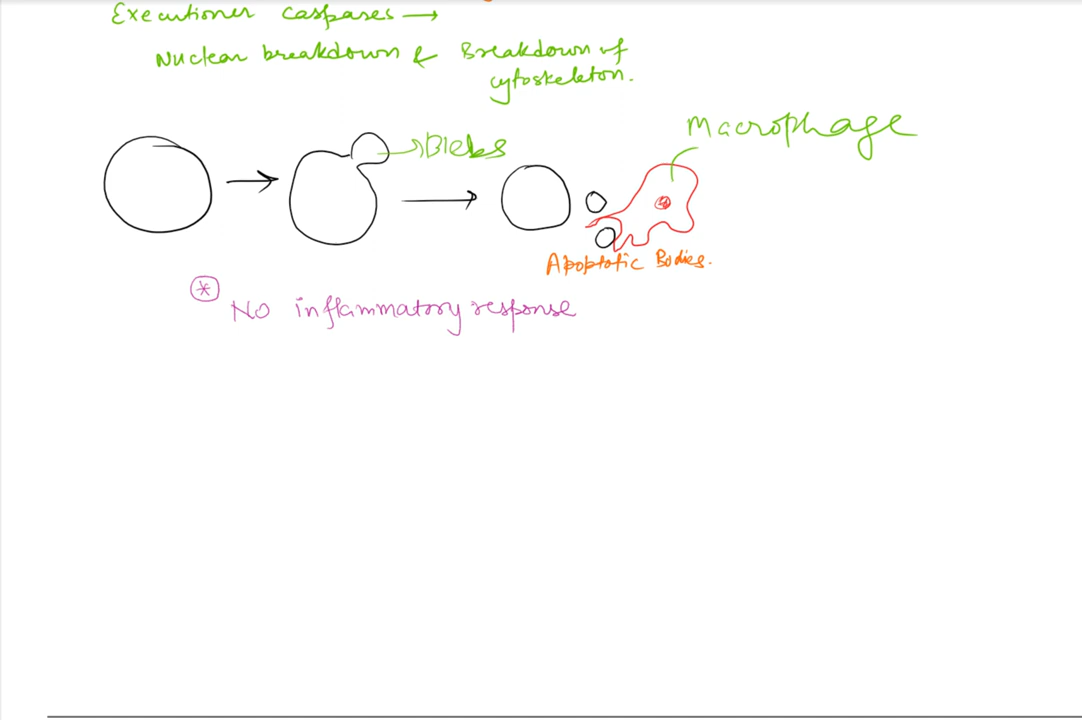 Executioner caspases →
Nuclear breakdown & Breakdown of
cytoskeleton.
Macrophage
Blebs
Apoptotic Bodies.
* No inflammatory response